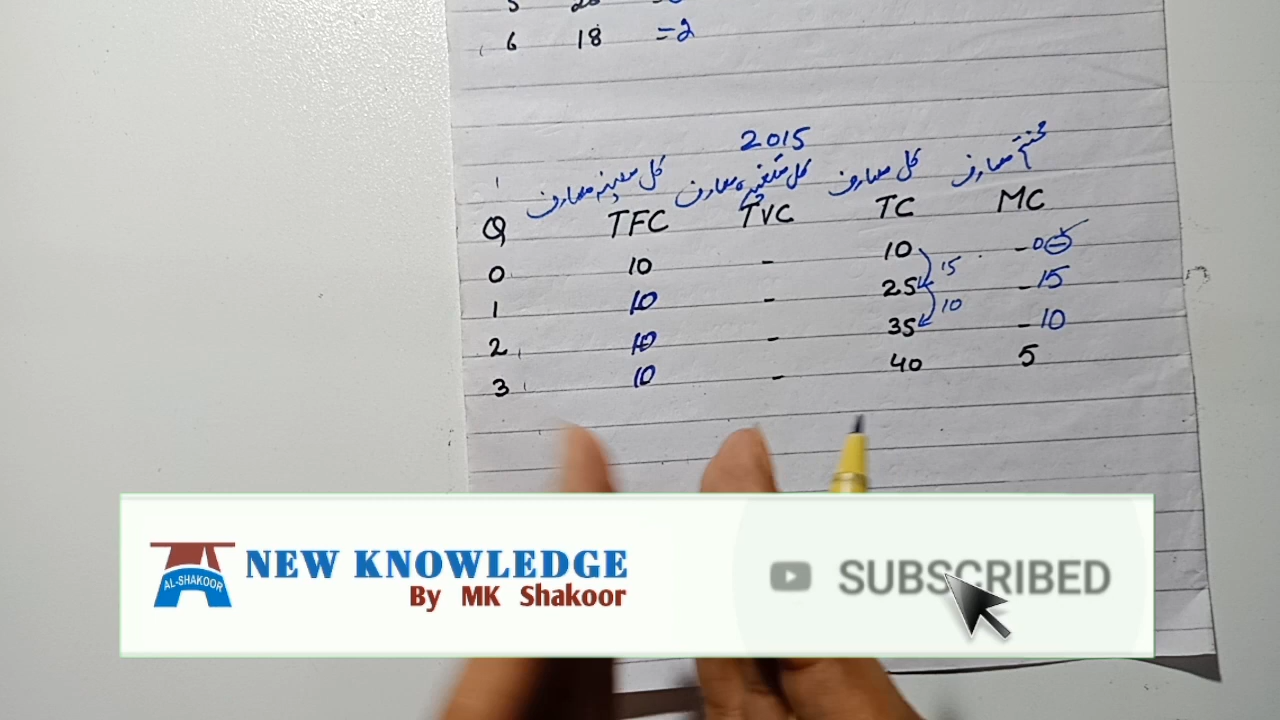 5
6 18 =2
2015
کل معینہ مصارف کل متغیرہ مصارف کل مصارف مختتم مصارف
Q TFC TVC TC MC
0 10 - 10 - 0
1 10 - 25 15 - 15
2 10 - 35 10 - 10
3 10 - 40 5
AL-SHAKOOR
NEW KNOWLEDGE
By MK Shakoor
SUBSCRIBED